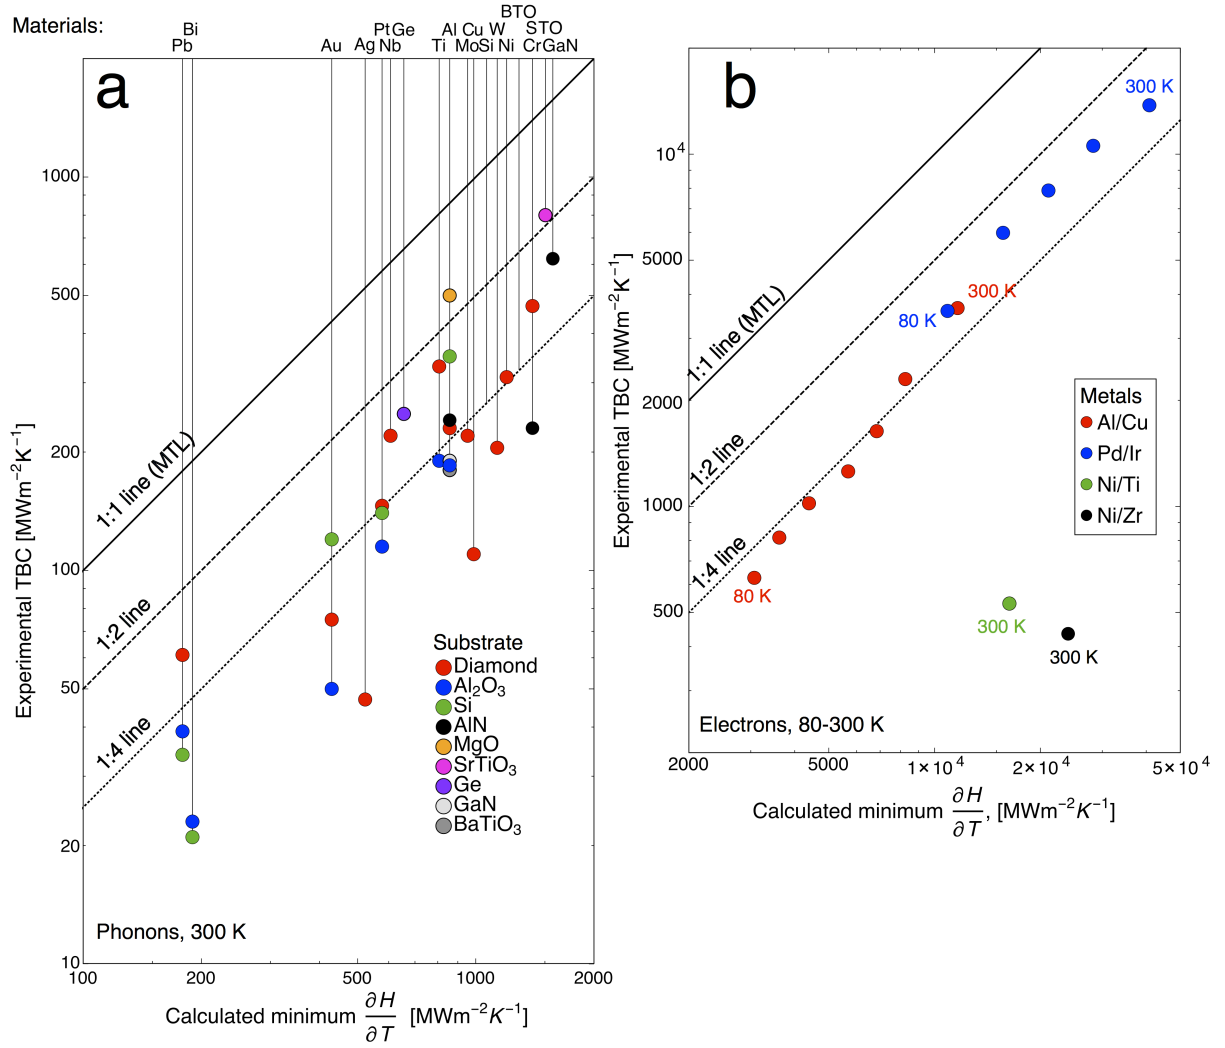 Materials:
BTO
Bi Pt Ge Al Cu W STO
Pb Au Ag Nb Ti Mo Si Ni Cr GaN
a
1000
500
200
100
50
20
10
100 200 500 1000 2000
Experimental TBC [MWm⁻²K⁻¹]
1:1 line (MTL)
1:2 line
1:4 line
Substrate
Diamond
Al₂O₃
Si
AlN
MgO
SrTiO₃
Ge
GaN
BaTiO₃
Phonons, 300 K
Calculated minimum ∂H/∂T [MWm⁻²K⁻¹]
b
10⁴
5000
2000
1000
500
2000 5000 1×10⁴ 2×10⁴ 5×10⁴
Experimental TBC [MWm⁻²K⁻¹]
1:1 line (MTL)
1:2 line
1:4 line
300 K
300 K
80 K
80 K
300 K
300 K
Metals
Al/Cu
Pd/Ir
Ni/Ti
Ni/Zr
Electrons, 80-300 K
Calculated minimum ∂H/∂T, [MWm⁻²K⁻¹]